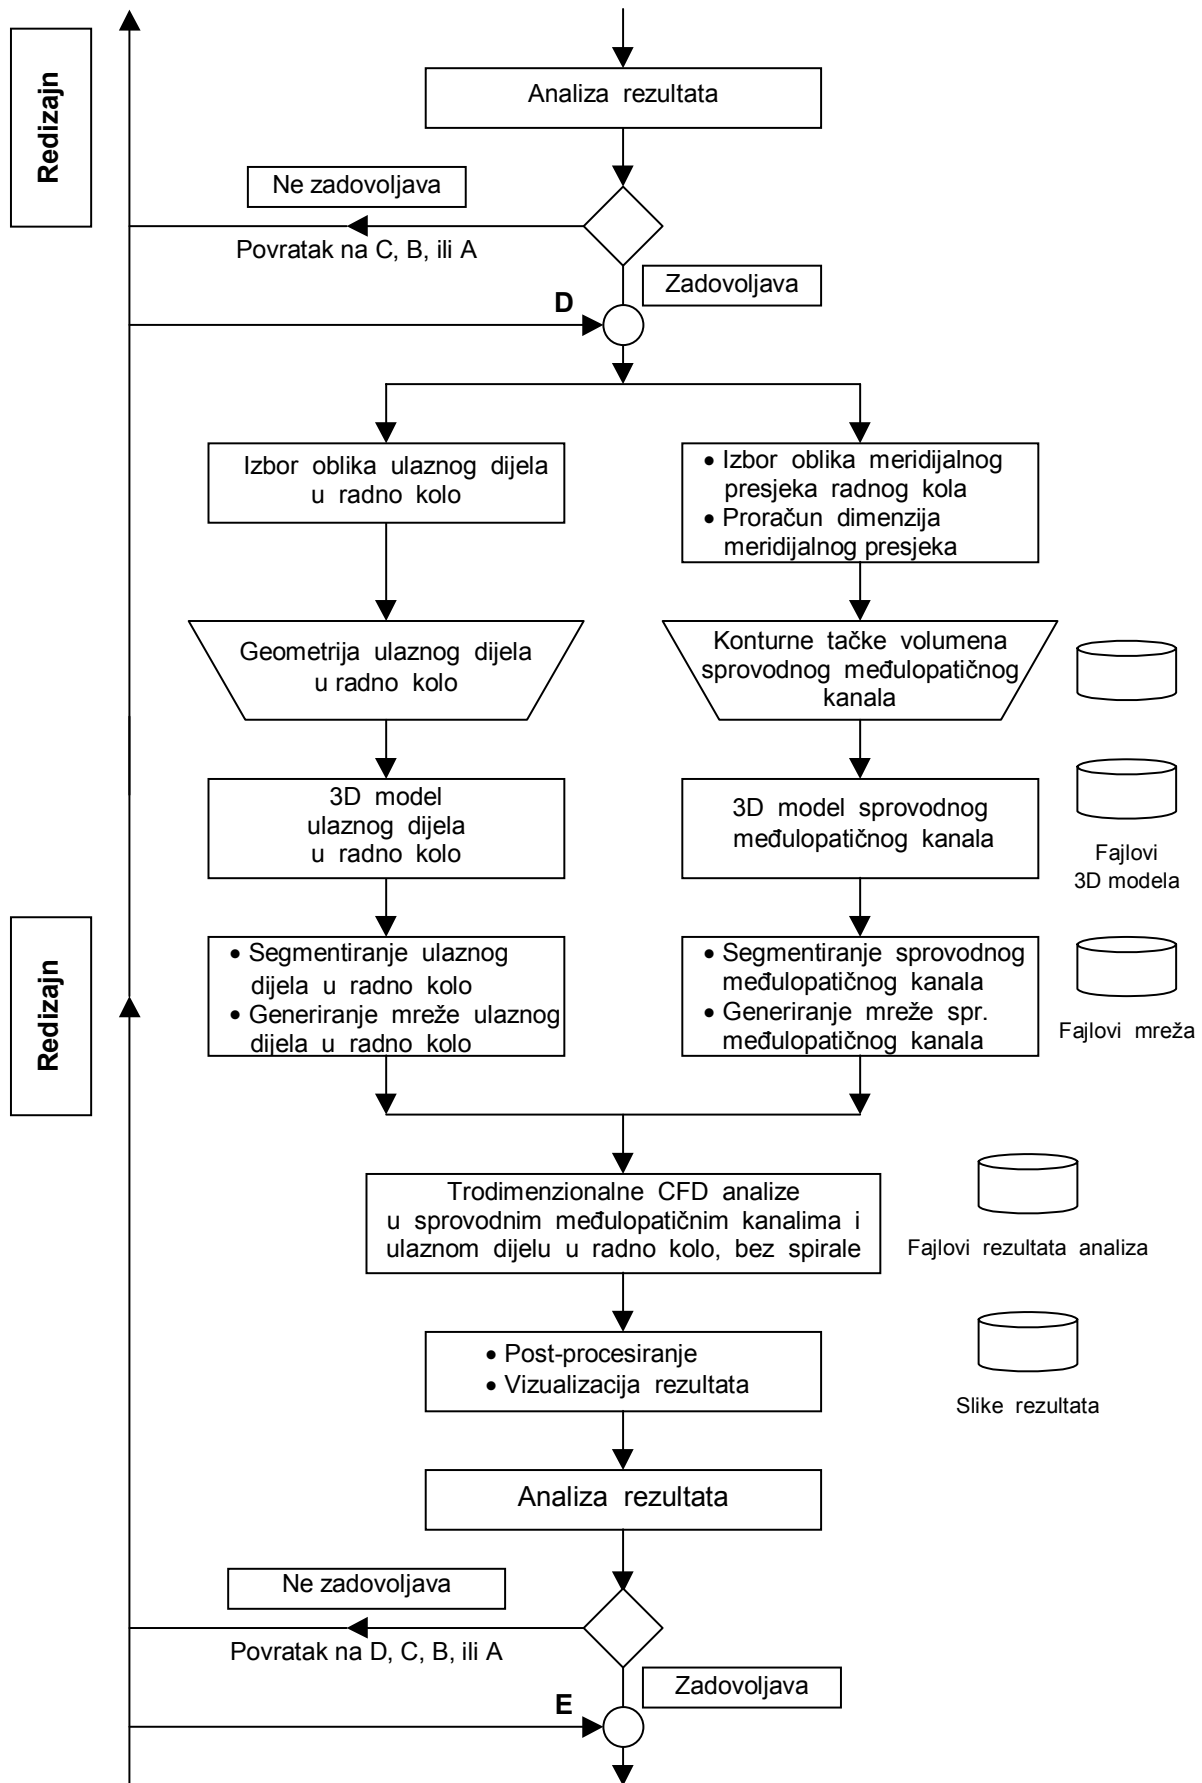 Redizajn
Analiza rezultata
Ne zadovoljava
Povratak na C, B, ili A
Zadovoljava
D
Izbor oblika ulaznog dijela
u radno kolo
• Izbor oblika meridijalnog
presjeka radnog kola
• Proračun dimenzija
meridijalnog presjeka
Geometrija ulaznog dijela
u radno kolo
Konturne tačke volumena
sprovodnog međulopatičnog
kanala
3D model
ulaznog dijela
u radno kolo
3D model sprovodnog
međulopatičnog kanala
Fajlovi
3D modela
Redizajn
• Segmentiranje ulaznog
dijela u radno kolo
• Generiranje mreže ulaznog
dijela u radno kolo
• Segmentiranje sprovodnog
međulopatičnog kanala
• Generiranje mreže spr.
međulopatičnog kanala
Fajlovi mreža
Trodimenzionalne CFD analize
u sprovodnim međulopatičnim kanalima i
ulaznom dijelu u radno kolo, bez spirale
Fajlovi rezultata analiza
• Post-procesiranje
• Vizualizacija rezultata
Slike rezultata
Analiza rezultata
Ne zadovoljava
Povratak na D, C, B, ili A
Zadovoljava
E